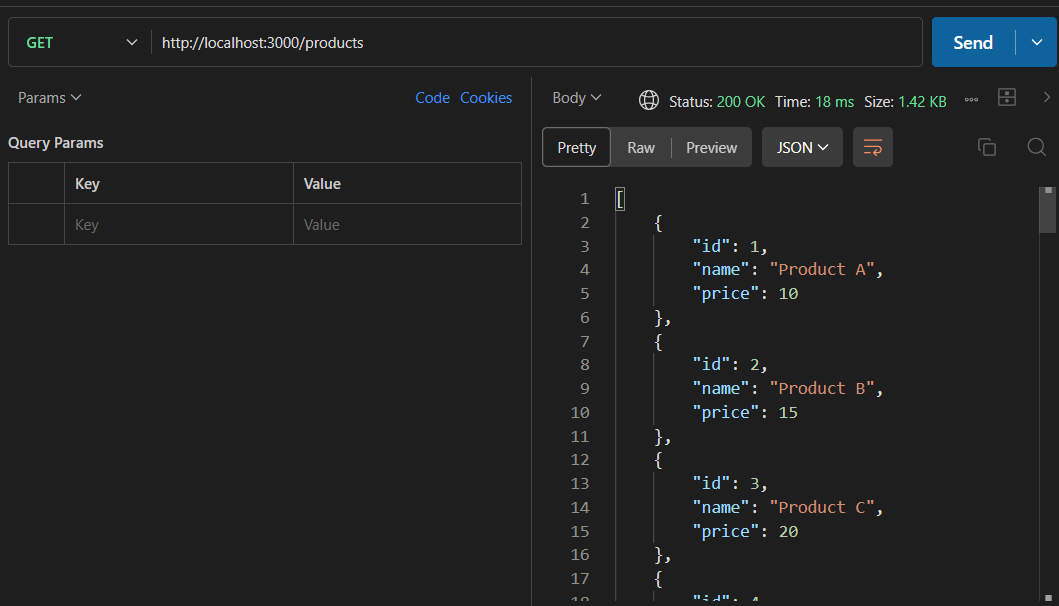 GET http://localhost:3000/products Send
Params Code Cookies
Query Params
Key Value
Key Value
Body Status: 200 OK Time: 18 ms Size: 1.42 KB
Pretty Raw Preview JSON
1 [
2 {
3 "id": 1,
4 "name": "Product A",
5 "price": 10
6 },
7 {
8 "id": 2,
9 "name": "Product B",
10 "price": 15
11 },
12 {
13 "id": 3,
14 "name": "Product C",
15 "price": 20
16 },
17 {
18 "id": 4